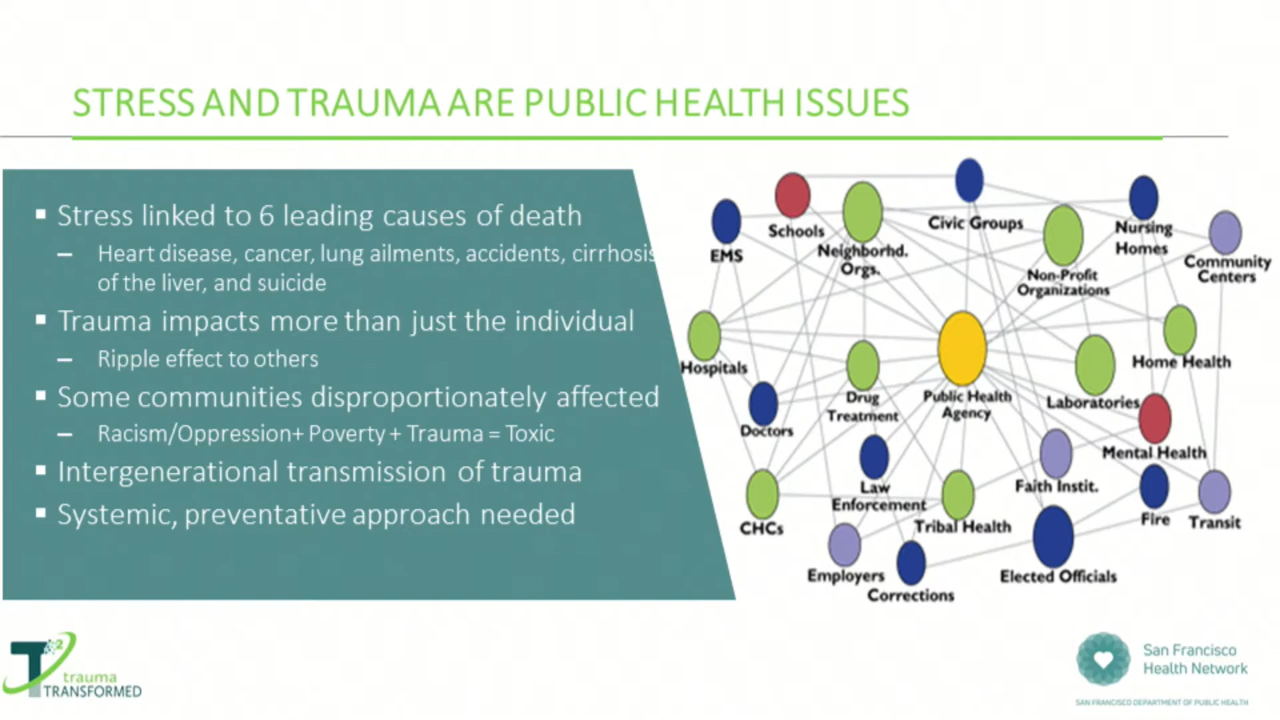 STRESS AND TRAUMA ARE PUBLIC HEALTH ISSUES
▪ Stress linked to 6 leading causes of death
– Heart disease, cancer, lung ailments, accidents, cirrhosis
of the liver, and suicide
▪ Trauma impacts more than just the individual
– Ripple effect to others
▪ Some communities disproportionately affected
– Racism/Oppression+ Poverty + Trauma = Toxic
▪ Intergenerational transmission of trauma
▪ Systemic, preventative approach needed
Schools
EMS
Neighborhd.
Orgs.
Civic Groups
Non-Profit
Organizations
Nursing
Homes
Community
Centers
Hospitals
Doctors
Drug
Treatment
Public Health
Agency
Laboratories
Home Health
Mental Health
CHCs
Law
Enforcement
Tribal Health
Faith Instit.
Fire
Transit
Employers
Corrections
Elected Officials
T2
trauma
TRANSFORMED
San Francisco
Health Network
SAN FRANCISCO DEPARTMENT OF PUBLIC HEALTH